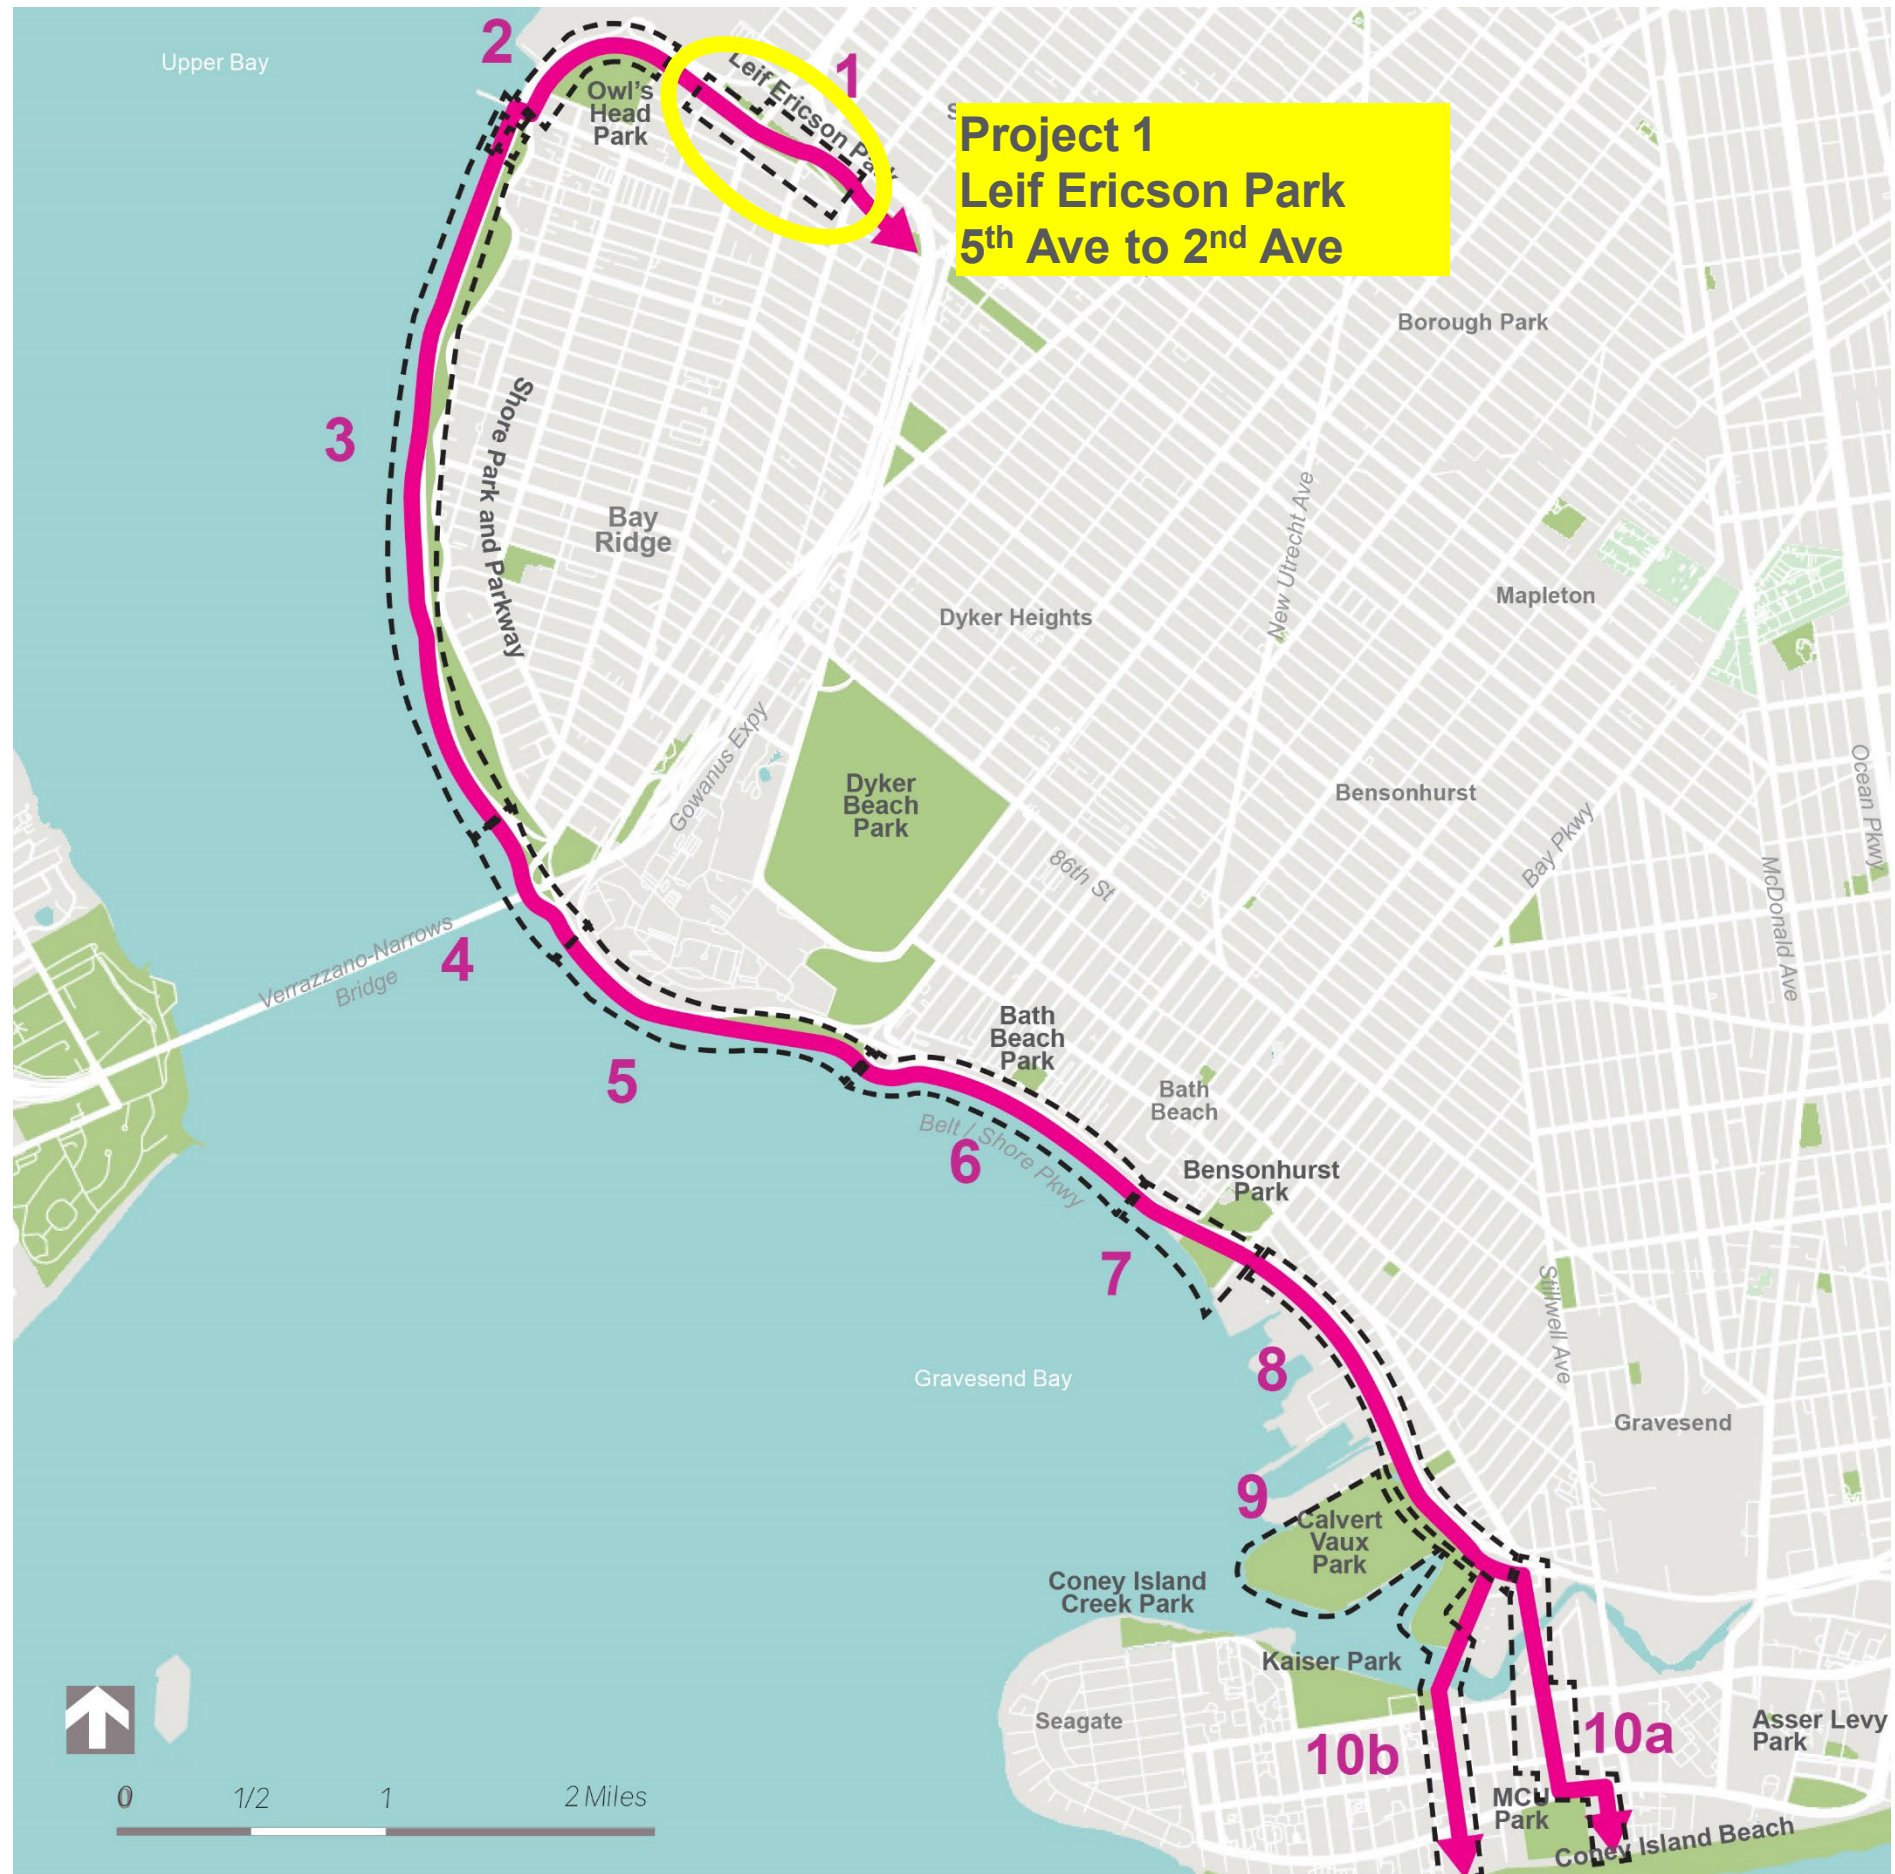 Upper Bay
2
1
Leif Ericson Park
Owl's
Head
Park
Project 1
Leif Ericson Park
5th Ave to 2nd Ave
Borough Park
3
Shore Park and Parkway
Bay
Ridge
New Utrecht Ave
Mapleton
Dyker Heights
Gowanus Expy
Dyker
Beach
Park
Bensonhurst
Ocean Pkwy
86th St
Bay Pkwy
McDonald Ave
Verrazzano-Narrows
Bridge
4
Bath
Beach
Park
5
Bath
Beach
Belt / Shore Pkwy
6
Bensonhurst
Park
7
Stillwell Ave
8
Gravesend Bay
Gravesend
9
Calvert
Vaux
Park
Coney Island
Creek Park
Kaiser Park
Seagate
10b
10a
Asser Levy
Park
MCU
Park
Coney Island Beach
0 1/2 1 2 Miles